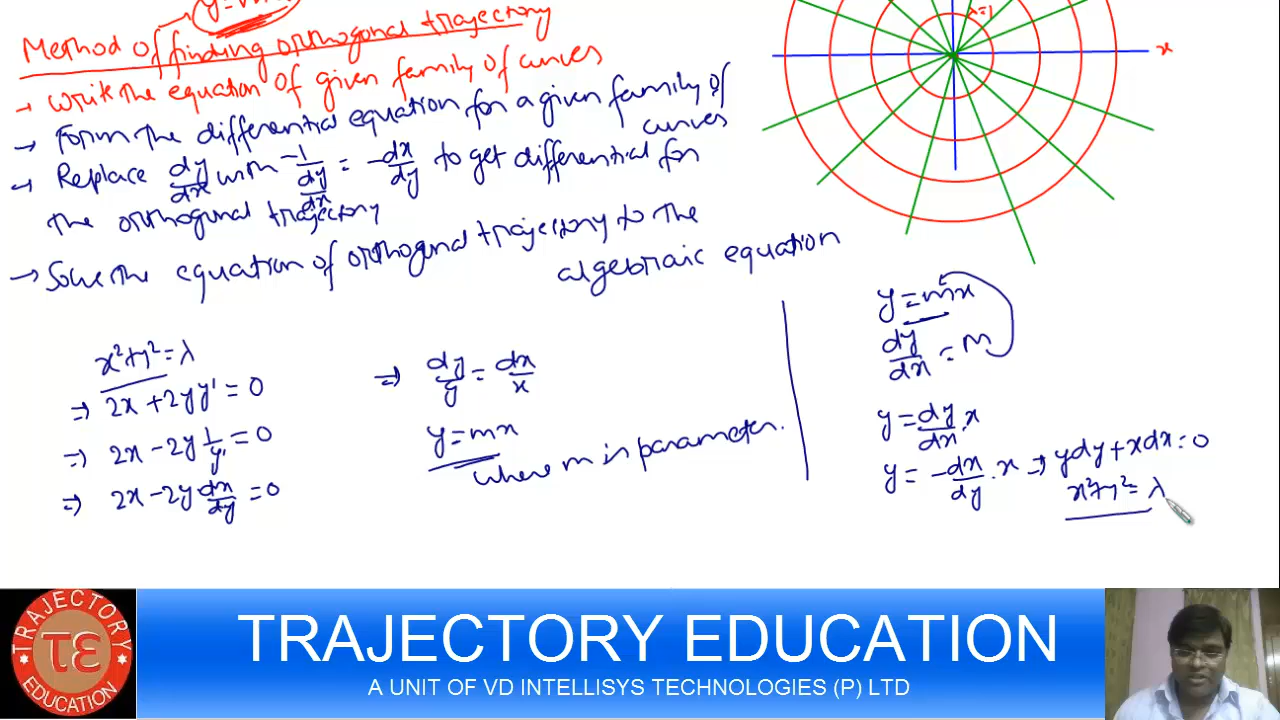 y=mx
Method of finding orthogonal trajectory
→ Write the equation of given family of curves
→ Form the differential equation for a given family of curves
→ Replace dy/dx with -1/(dy/dx) = -dx/dy to get differential for
the orthogonal trajectory
→ Solve the equation of orthogonal trajectory to the
algebraic equation
x²+y²=λ
⇒ 2x+2yy'=0
⇒ 2x-2y 1/y'=0
⇒ 2x-2y dx/dy=0
⇒ dy/y = dx/x
y=mx
where m is parameter.
y=mx
dy/dx = m
y = dy/dx . x
y = -dx/dy . x ⇒ ydy+xdx=0
x²+y²=λ
λ=1
x
TRAJECTORY
TE
EDUCATION
TRAJECTORY EDUCATION
A UNIT OF VD INTELLISYS TECHNOLOGIES (P) LTD